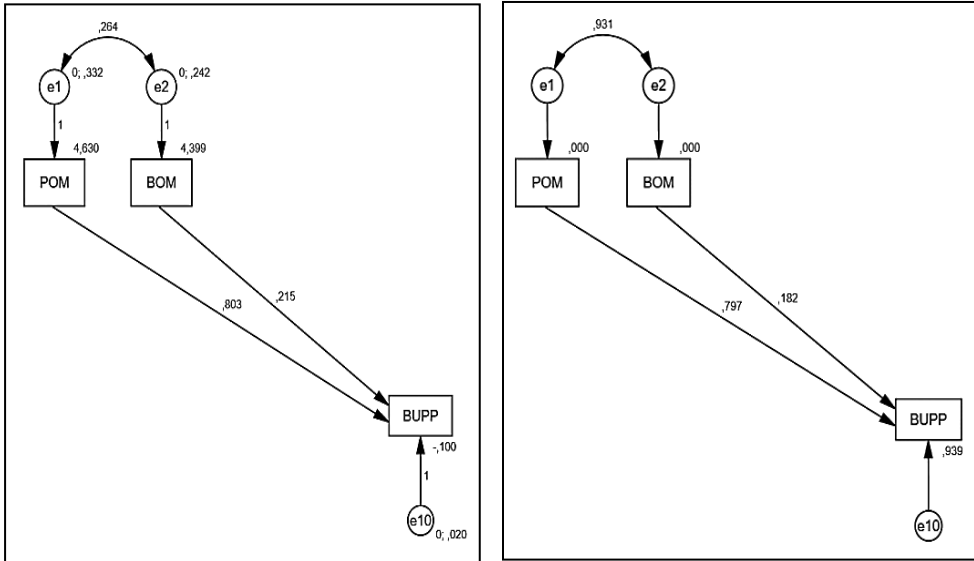 ,264
e1
0; ,332
e2
0; ,242
1
1
4,630
4,399
POM
BOM
,803
,215
BUPP
-,100
1
e10
0; ,020
,931
e1
e2
,000
,000
POM
BOM
,797
,182
BUPP
,939
e10